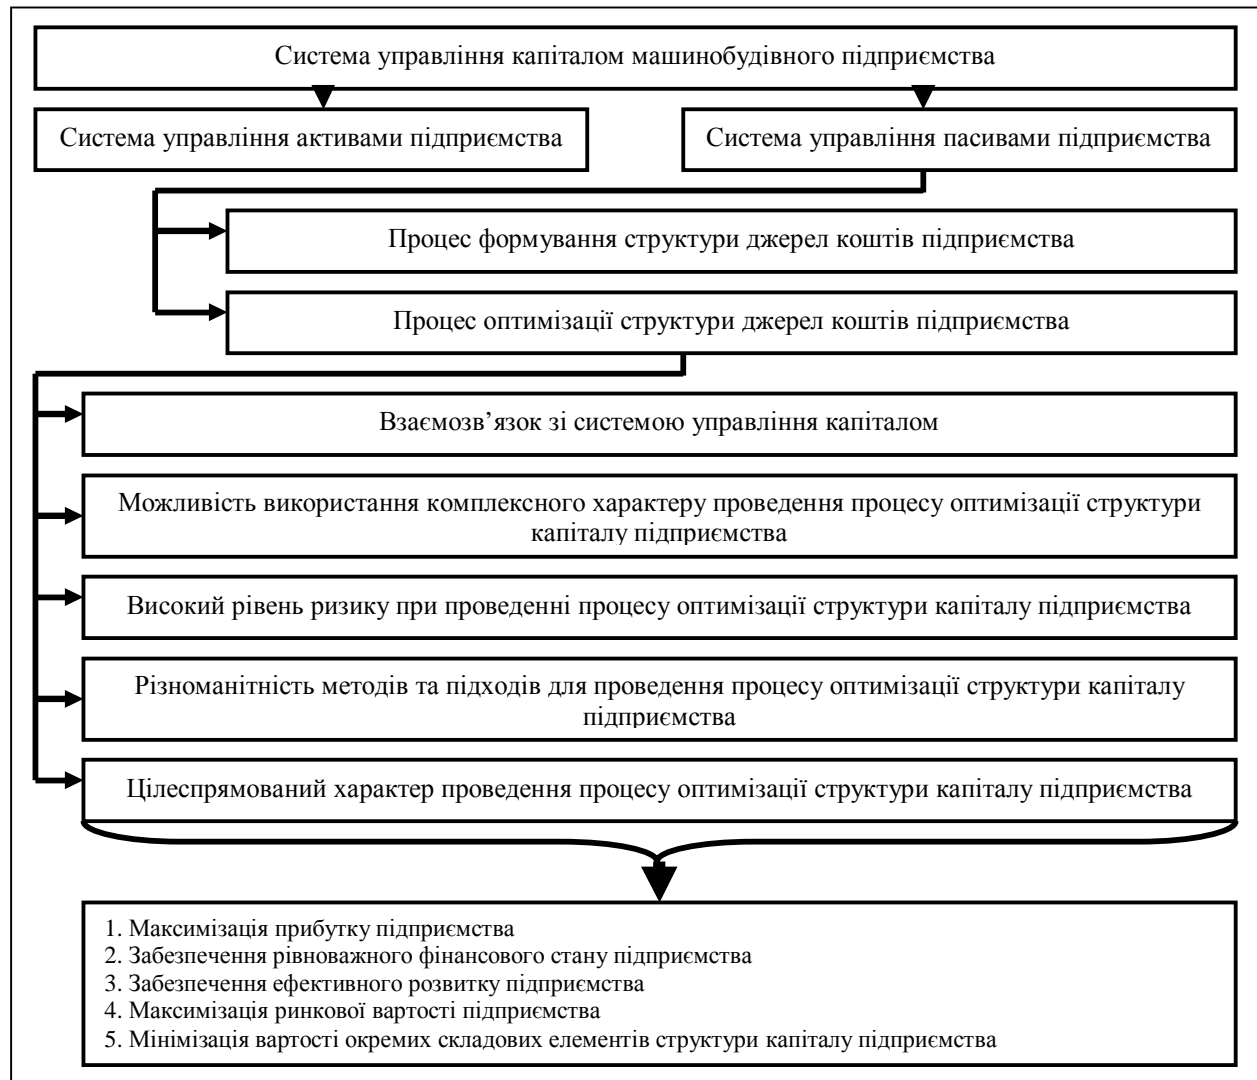 Система управління капіталом машинобудівного підприємства
Система управління активами підприємства
Система управління пасивами підприємства
Процес формування структури джерел коштів підприємства
Процес оптимізації структури джерел коштів підприємства
Взаємозв’язок зі системою управління капіталом
Можливість використання комплексного характеру проведення процесу оптимізації структури
капіталу підприємства
Високий рівень ризику при проведенні процесу оптимізації структури капіталу підприємства
Різноманітність методів та підходів для проведення процесу оптимізації структури капіталу
підприємства
Цілеспрямований характер проведення процесу оптимізації структури капіталу підприємства
1. Максимізація прибутку підприємства
2. Забезпечення рівноважного фінансового стану підприємства
3. Забезпечення ефективного розвитку підприємства
4. Максимізація ринкової вартості підприємства
5. Мінімізація вартості окремих складових елементів структури капіталу підприємства